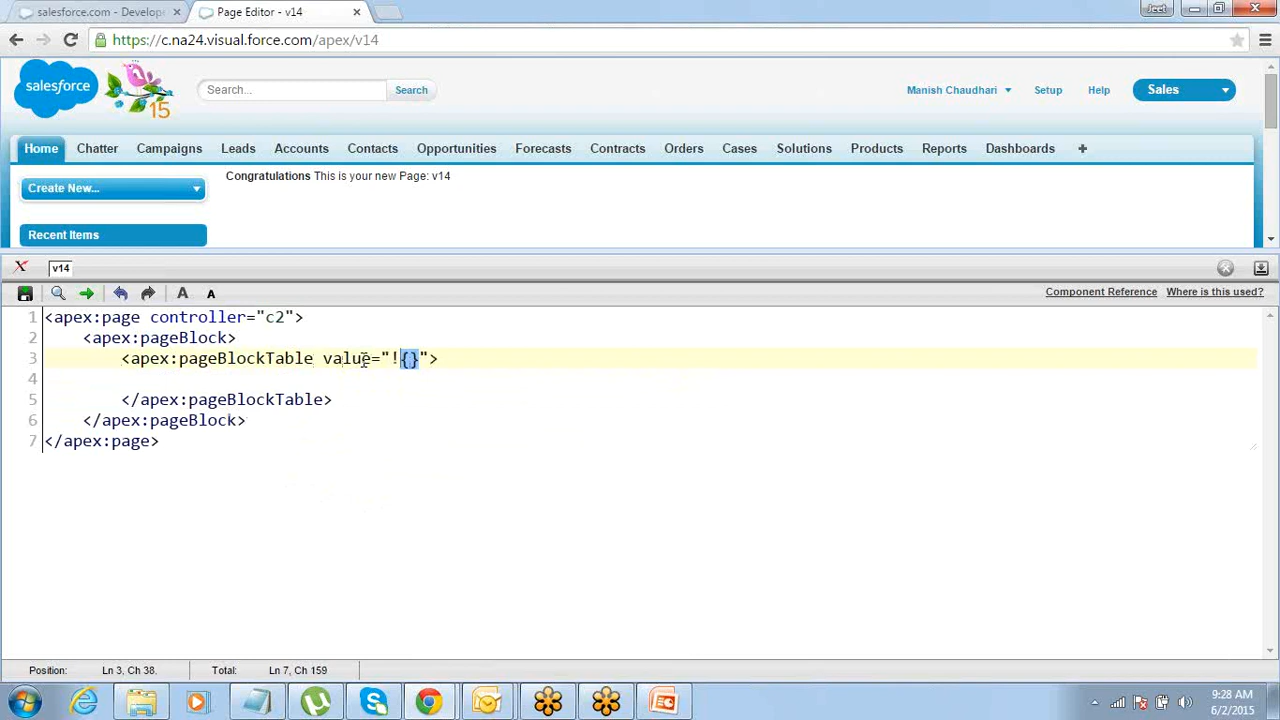 salesforce.com - Develop
Page Editor - v14
Jeet
https://c.na24.visual.force.com/apex/v14
salesforce
15
Search...
Search
Manish Chaudhari
Setup
Help
Sales
Home
Chatter
Campaigns
Leads
Accounts
Contacts
Opportunities
Forecasts
Contracts
Orders
Cases
Solutions
Products
Reports
Dashboards
Create New...
Congratulations This is your new Page: v14
Recent Items
v14
A
A
Component Reference
Where is this used?
1 <apex:page controller="c2">
2 <apex:pageBlock>
3 <apex:pageBlockTable value="!{}">
4
5 </apex:pageBlockTable>
6 </apex:pageBlock>
7 </apex:page>
Position: Ln 3, Ch 38. Total: Ln 7, Ch 159
9:28 AM
6/2/2015